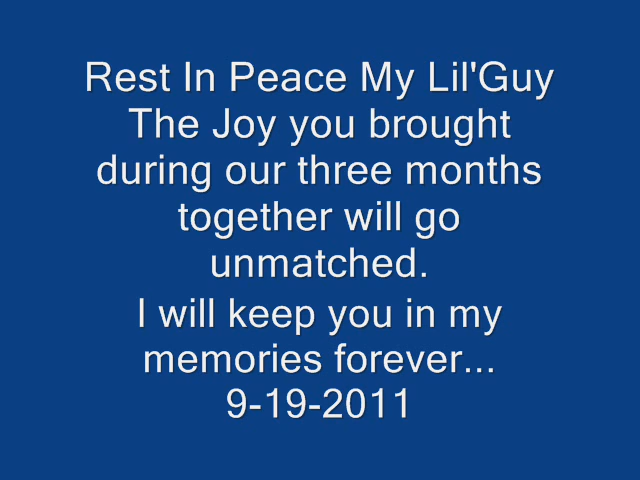 Rest In Peace My Lil'Guy
The Joy you brought
during our three months
together will go
unmatched.
I will keep you in my
memories forever...
9-19-2011